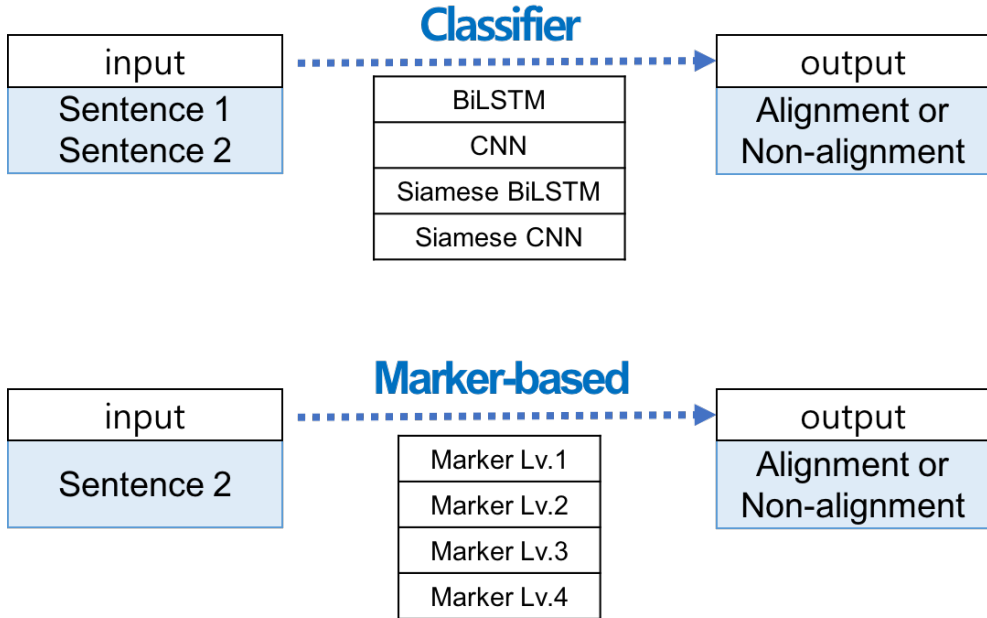 Classifier
input
output
Sentence 1
Sentence 2
BiLSTM
CNN
Siamese BiLSTM
Siamese CNN
Alignment or
Non-alignment
Marker-based
input
output
Sentence 2
Marker Lv.1
Marker Lv.2
Marker Lv.3
Marker Lv.4
Alignment or
Non-alignment